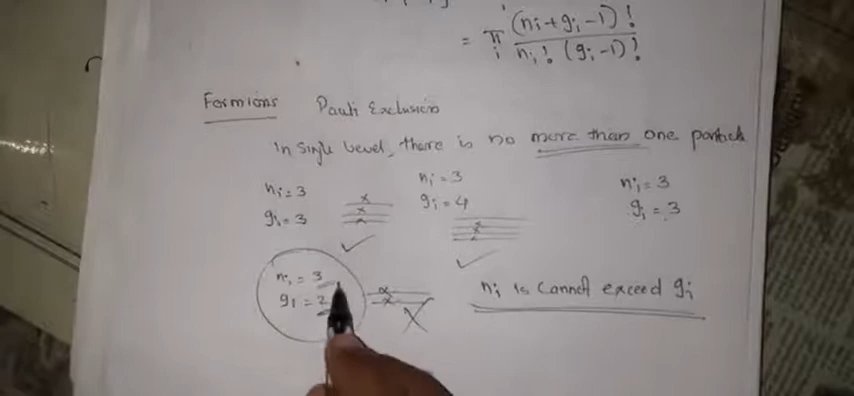 = π i (ni+gi-1)! / ni! (gi-1)!
Fermions Pauli Exclusion
In single level, there is no more than one particle
ni = 3
gi = 3
ni = 3
gi = 4
ni = 3
gi = 3
ni = 3
gi = 2
ni is cannot exceed gi